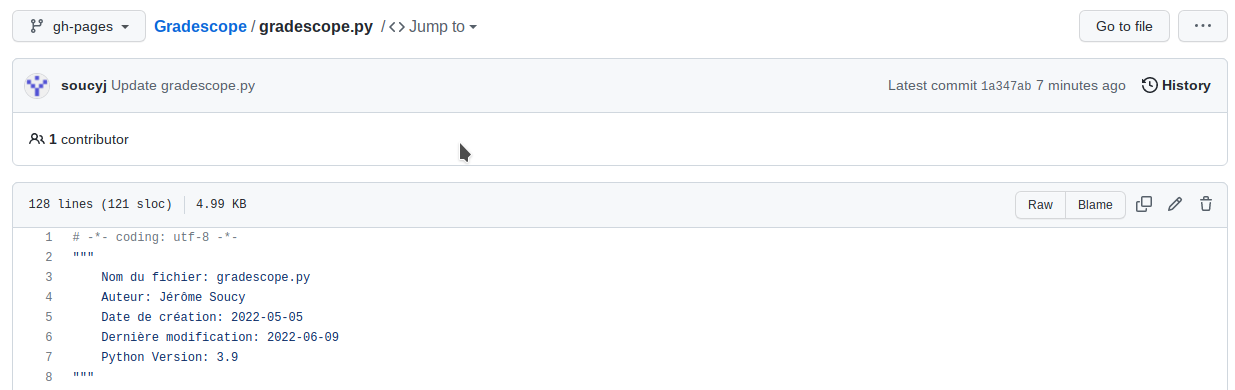 gh-pages Gradescope / gradescope.py / <> Jump to Go to file ...
soucyj Update gradescope.py Latest commit 1a347ab 7 minutes ago History
1 contributor
128 lines (121 sloc) 4.99 KB Raw Blame
1 # -*- coding: utf-8 -*-
2 """
3 Nom du fichier: gradescope.py
4 Auteur: Jérôme Soucy
5 Date de création: 2022-05-05
6 Dernière modification: 2022-06-09
7 Python Version: 3.9
8 """